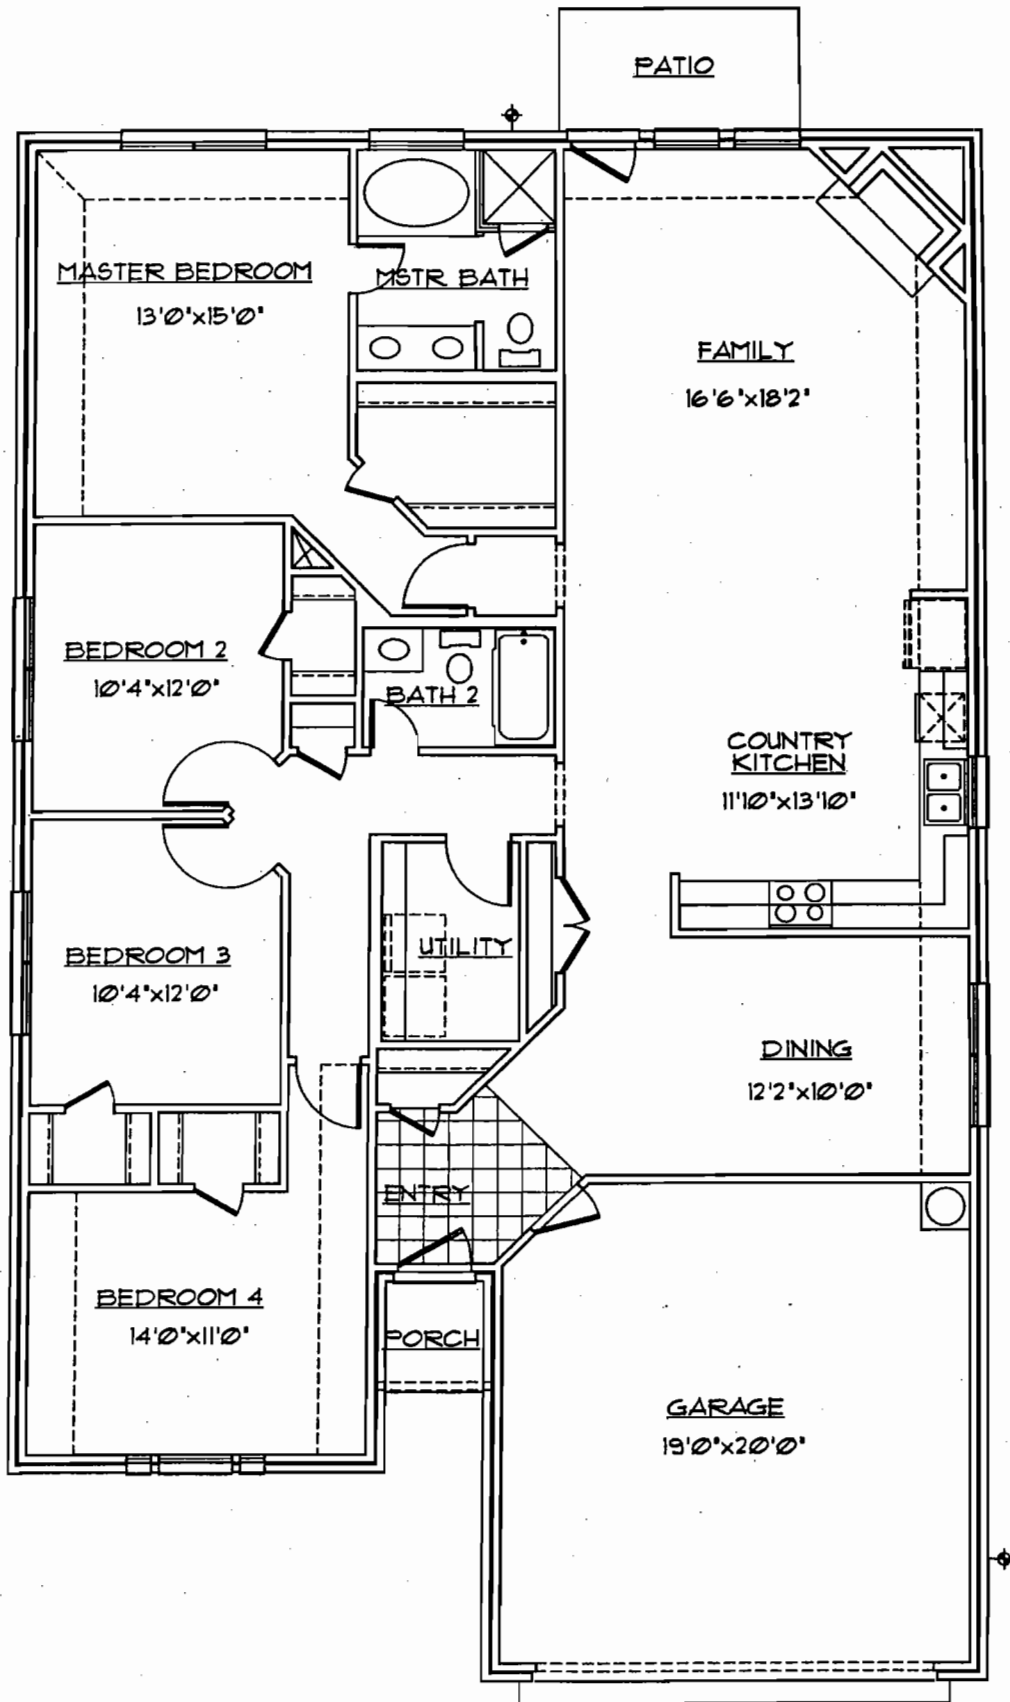 PATIO
MASTER BEDROOM
13'0"x15'0"
MSTR BATH
FAMILY
16'6"x18'2"
BEDROOM 2
10'4"x12'0"
BATH 2
COUNTRY
KITCHEN
11'10"x13'10"
BEDROOM 3
10'4"x12'0"
UTILITY
DINING
12'2"x10'0"
ENTRY
BEDROOM 4
14'0"x11'0"
PORCH
GARAGE
19'0"x20'0"